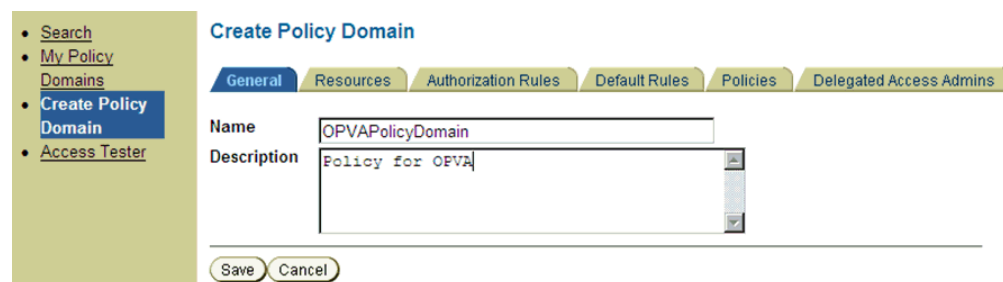 Search
My Policy
Domains
Create Policy
Domain
Access Tester
Create Policy Domain
General Resources Authorization Rules Default Rules Policies Delegated Access Admins
Name OPVAPolicyDomain
Description Policy for OPVA
Save Cancel